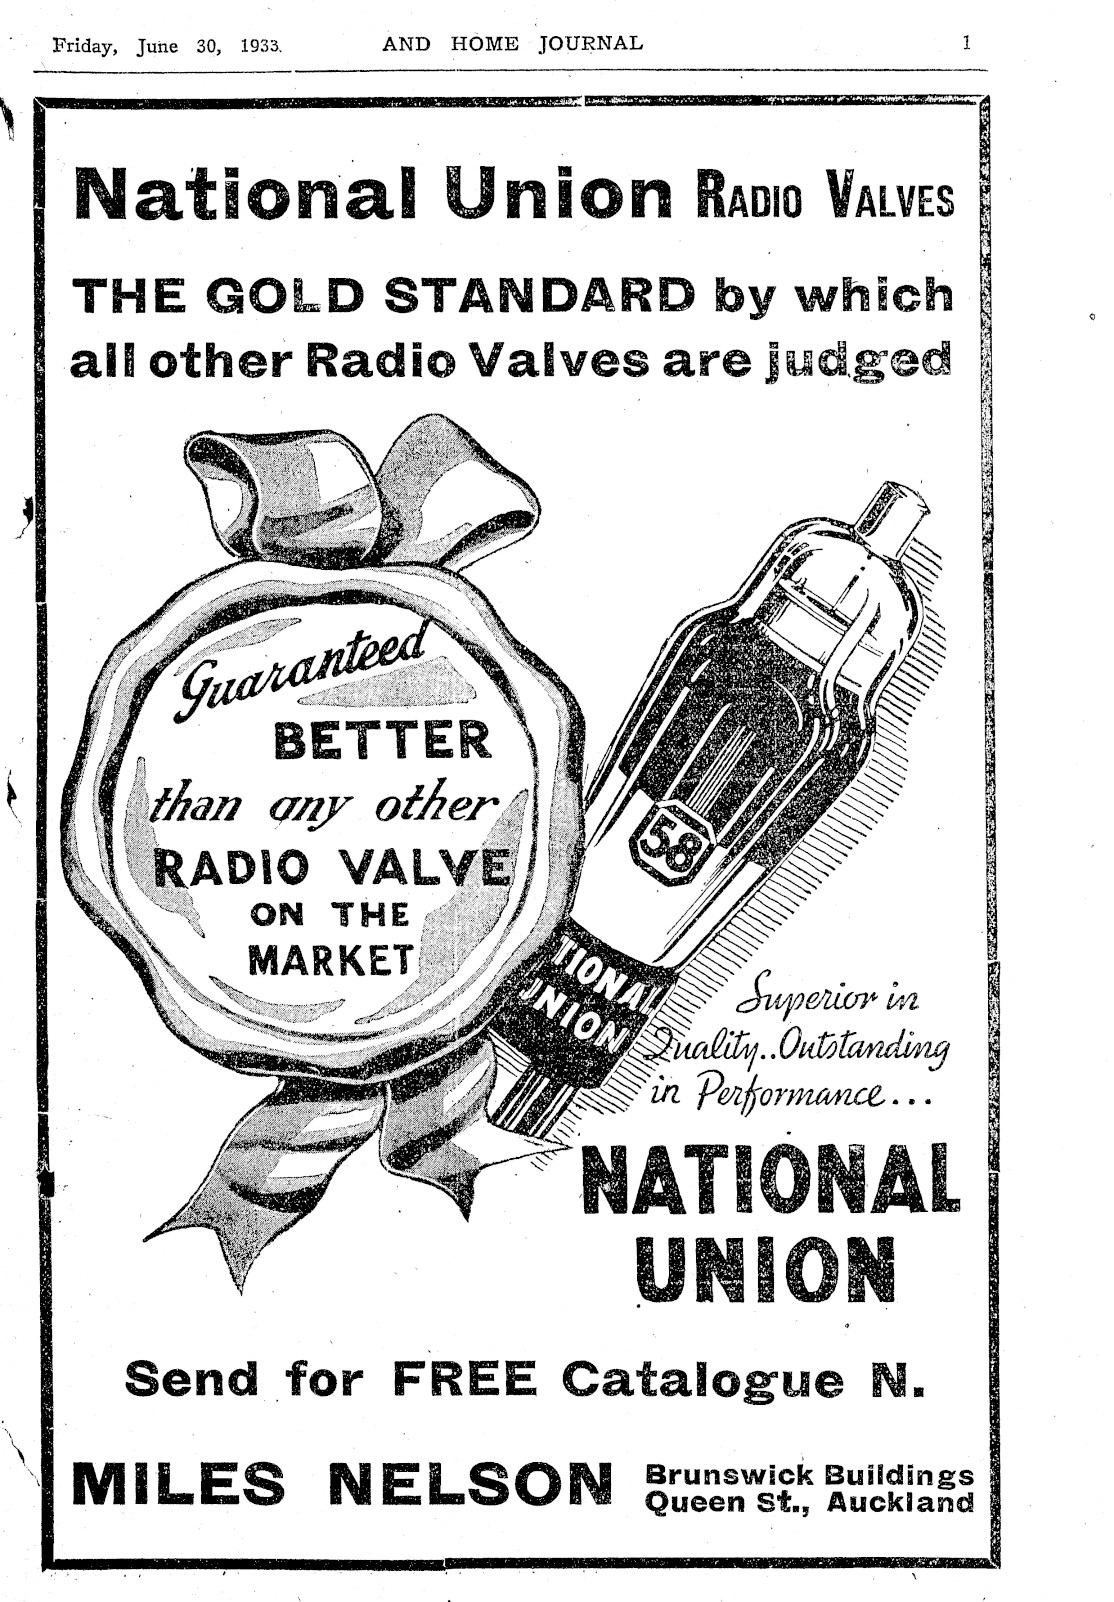 Friday, June 30, 1933. AND HOME JOURNAL 1
National Union RADIO VALVES
THE GOLD STANDARD by which
all other Radio Valves are judged
Guaranteed
BETTER
than any other
RADIO VALVE
ON THE
MARKET
58
TIONAL
UNION
Superior in
Quality..Outstanding
in Performance...
NATIONAL
UNION
Send for FREE Catalogue N.
MILES NELSON
Brunswick Buildings
Queen St., Auckland